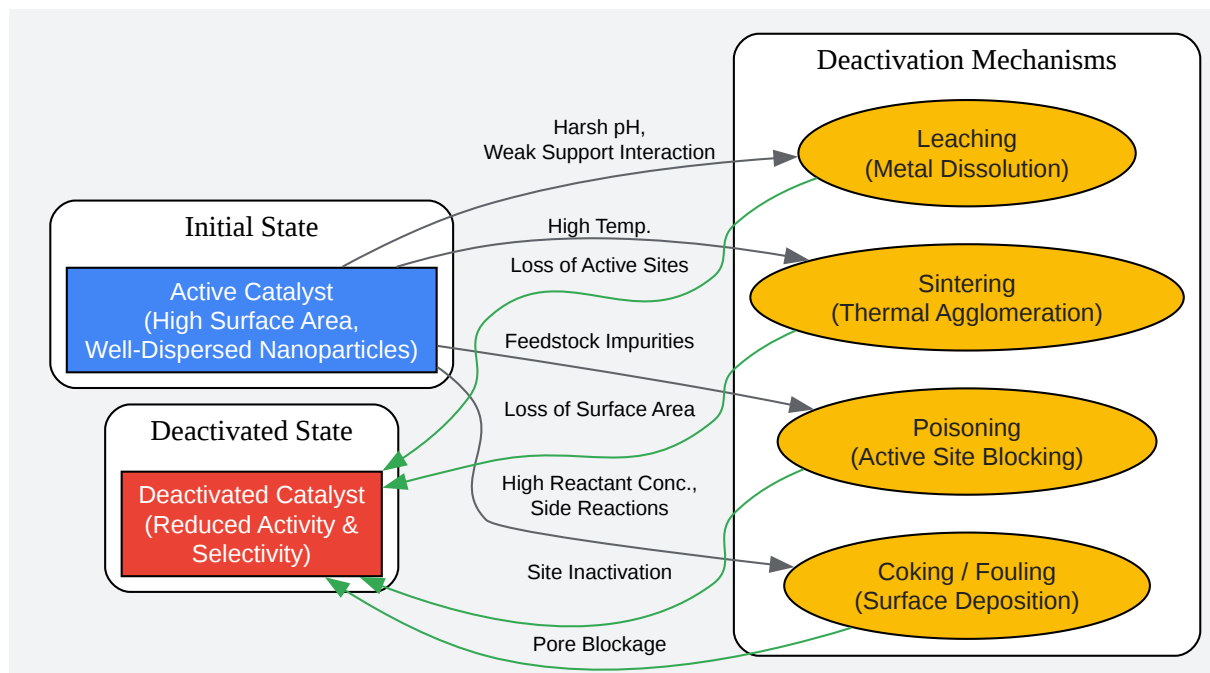 Deactivation Mechanisms
Harsh pH,
Weak Support Interaction
Leaching
(Metal Dissolution)
Initial State
High Temp.
Loss of Active Sites
Active Catalyst
(High Surface Area,
Well-Dispersed Nanoparticles)
Sintering
(Thermal Agglomeration)
Feedstock Impurities
Loss of Surface Area
Deactivated State
Poisoning
(Active Site Blocking)
Deactivated Catalyst
(Reduced Activity &
Selectivity)
High Reactant Conc.,
Side Reactions
Site Inactivation
Coking / Fouling
(Surface Deposition)
Pore Blockage